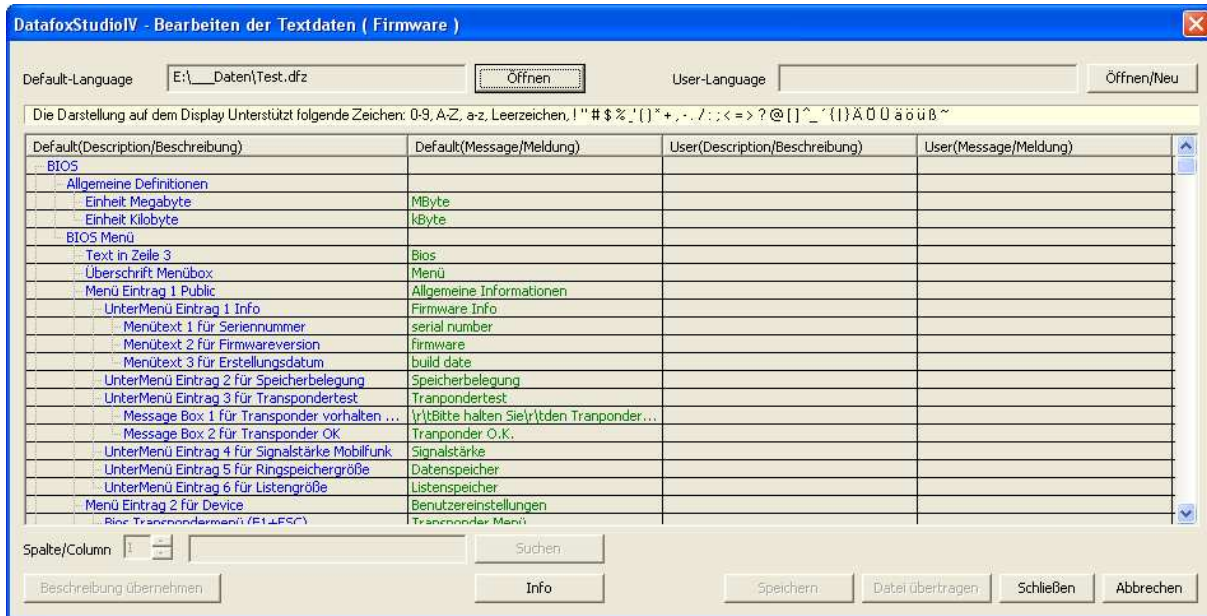 DatafoxStudioIV - Bearbeiten der Textdaten ( Firmware )
Default-Language E:\___Daten\Test.dfz Öffnen User-Language Öffnen/Neu
Die Darstellung auf dem Display Unterstützt folgende Zeichen: 0-9, A-Z, a-z, Leerzeichen, ! " # $ % ,' ( ) * + , - . / : ; < = > ? @ [ ] ^ _ ´ { | } Ä Ö Ü ä ö ü ß ~
Default(Description/Beschreibung) Default(Message/Meldung) User(Description/Beschreibung) User(Message/Meldung)
BIOS
Allgemeine Definitionen
Einheit Megabyte MByte
Einheit Kilobyte kByte
BIOS Menü
Text in Zeile 3 Bios
Überschrift Menübox Menü
Menü Eintrag 1 Public Allgemeine Informationen
UnterMenü Eintrag 1 Info Firmware Info
Menütext 1 für Seriennummer serial number
Menütext 2 für Firmwareversion firmware
Menütext 3 für Erstellungsdatum build date
UnterMenü Eintrag 2 für Speicherbelegung Speicherbelegung
UnterMenü Eintrag 3 für Transpondertest Tranpondertest
Message Box 1 für Transponder vorhalten ... \r\tBitte halten Sie\r\tden Tranponder...
Message Box 2 für Transponder OK Tranponder O.K.
UnterMenü Eintrag 4 für Signalstärke Mobilfunk Signalstärke
UnterMenü Eintrag 5 für Ringspeichergröße Datenspeicher
UnterMenü Eintrag 6 für Listengröße Listenspeicher
Menü Eintrag 2 für Device Benutzereinstellungen
Bios Transpondermenü (F1+ESC) Transponder Menü
Spalte/Column 1 Suchen
Beschreibung übernehmen Info Speichern Datei übertragen Schließen Abbrechen